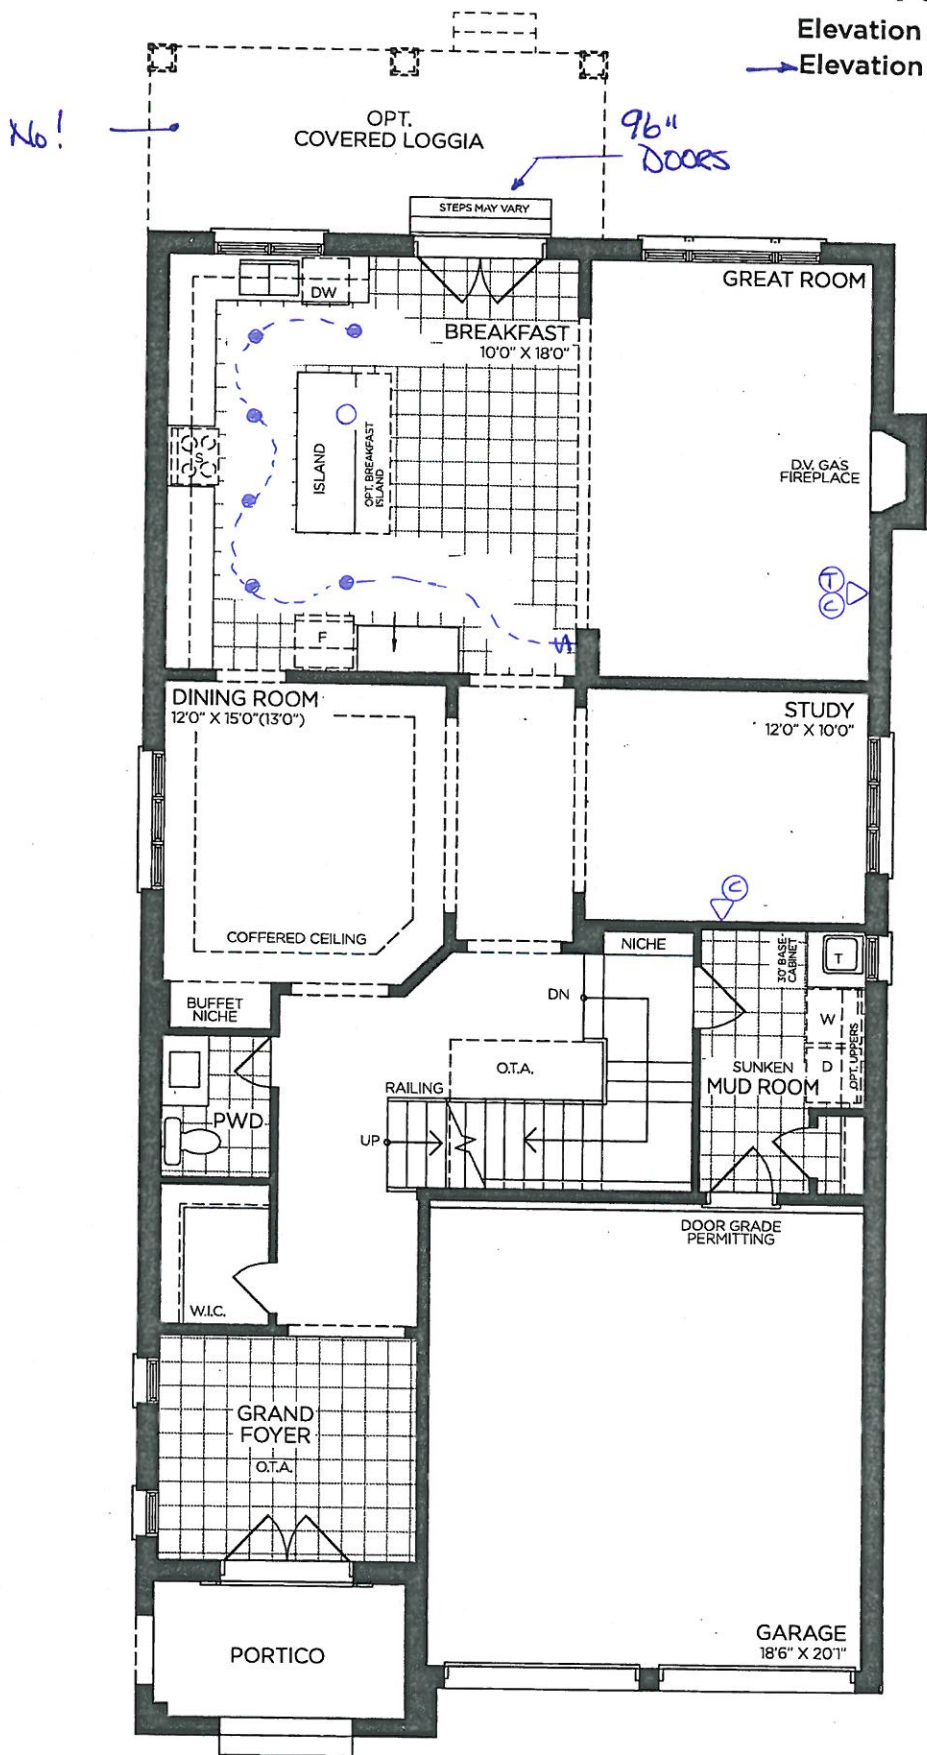 Elevation
Elevation
No!
OPT.
COVERED LOGGIA
96"
DOORS
STEPS MAY VARY
DW
GREAT ROOM
BREAKFAST
10'0" X 18'0"
S
ISLAND
OPT. BREAKFAST
ISLAND
D.V. GAS
FIREPLACE
T
C
F
DINING ROOM
12'0" X 15'0"(13'0")
STUDY
12'0" X 10'0"
C
COFFERED CEILING
NICHE
30" BASE-
CABINET
T
BUFFET
NICHE
DN
W
O.T.A.
SUNKEN
MUD ROOM
D
OPT. UPPERS
RAILING
PWD
UP
DOOR GRADE
PERMITTING
W.I.C.
GRAND
FOYER
O.T.A.
PORTICO
GARAGE
18'6" X 20'1"